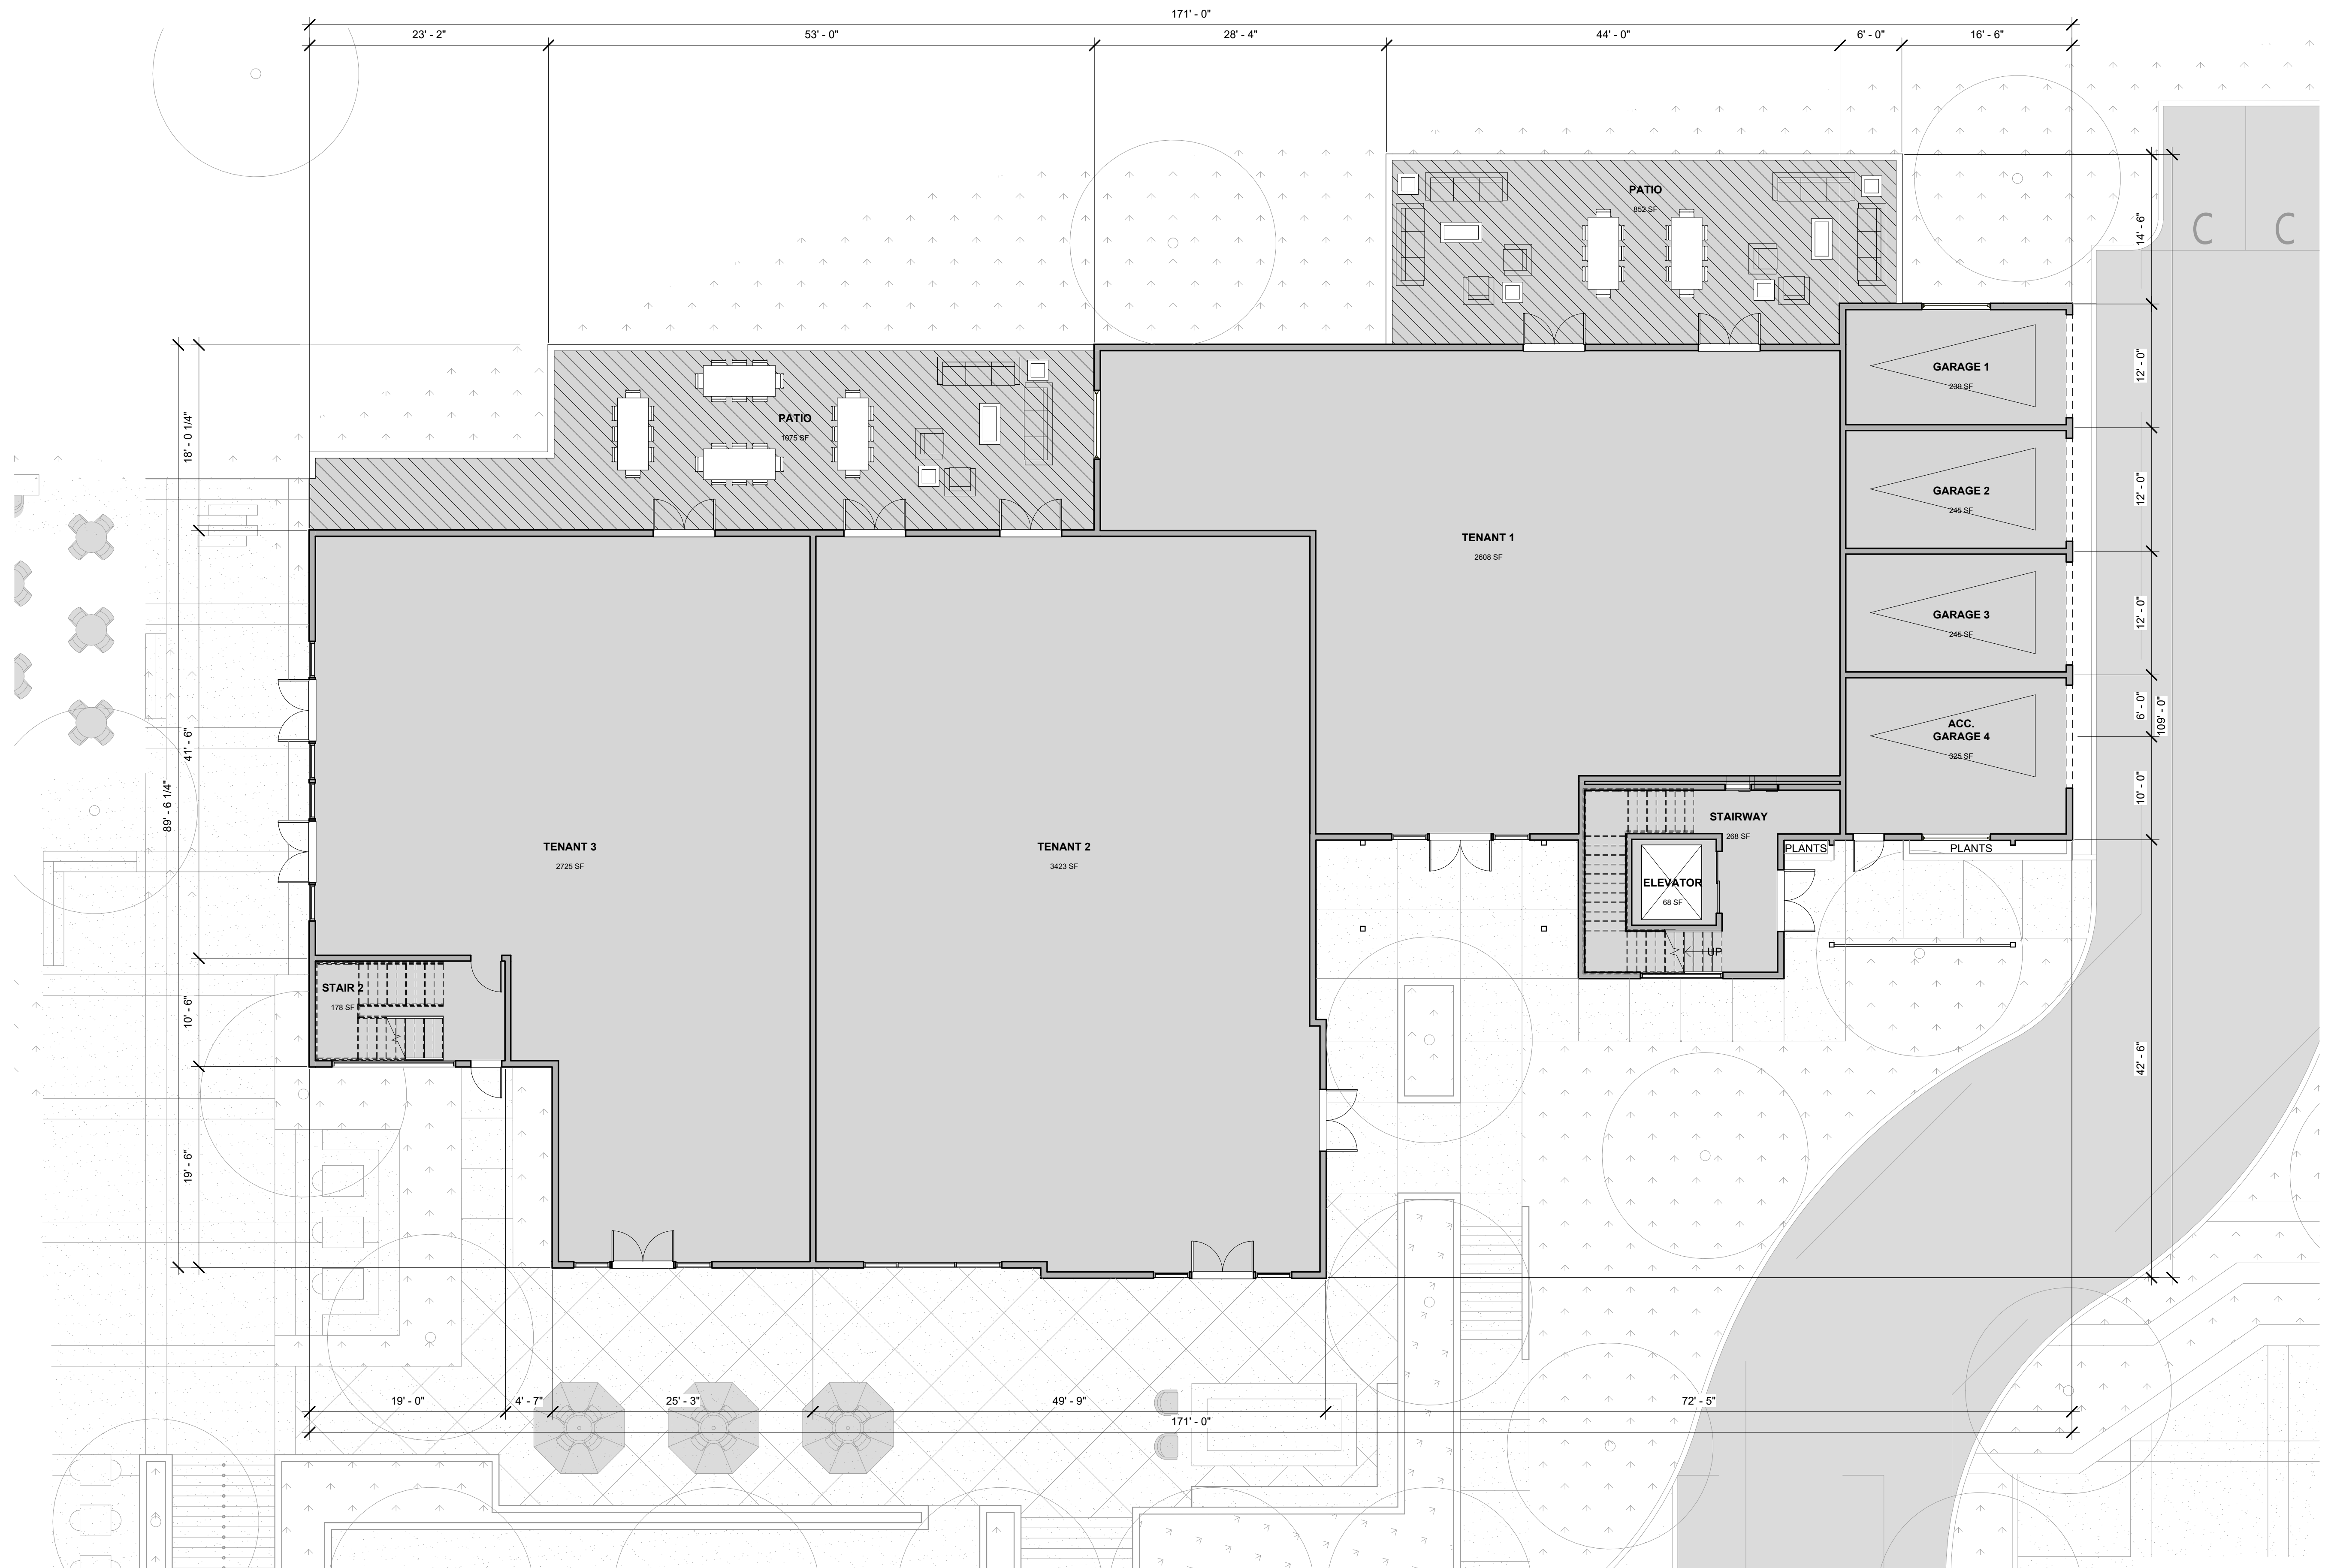 171' - 0"
23' - 2"
53' - 0"
28' - 4"
44' - 0"
6' - 0"
16' - 6"
PATIO
852 SF
14' - 6"
C
C
GARAGE 1
239 SF
12' - 0"
18' - 0 1/4"
PATIO
1075 SF
GARAGE 2
245 SF
12' - 0"
TENANT 1
2608 SF
GARAGE 3
245 SF
12' - 0"
41' - 6"
89' - 6 1/4"
ACC.
GARAGE 4
325 SF
6' - 0"
109' - 0"
10' - 0"
TENANT 3
2725 SF
TENANT 2
3423 SF
STAIRWAY
268 SF
PLANTS
PLANTS
ELEVATOR
68 SF
UP
STAIR 2
178 SF
10' - 6"
42' - 6"
19' - 6"
19' - 0"
4' - 7"
25' - 3"
49' - 9"
72' - 5"
171' - 0"